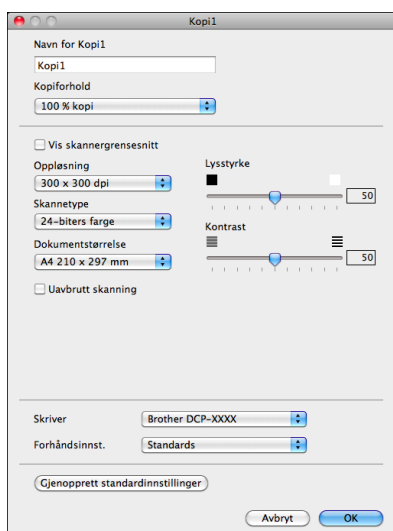 Kopi1
Navn for Kopi1
Kopi1
Kopiforhold
100 % kopi
Vis skannergrensesnitt
Oppløsning
300 x 300 dpi
Skannetype
24-biters farge
Dokumentstørrelse
A4 210 x 297 mm
Uavbrutt skanning
Lysstyrke
50
Kontrast
50
Skriver
Brother DCP-XXXX
Forhåndsinnst.
Standards
Gjenopprett standardinnstillinger
Avbryt
OK